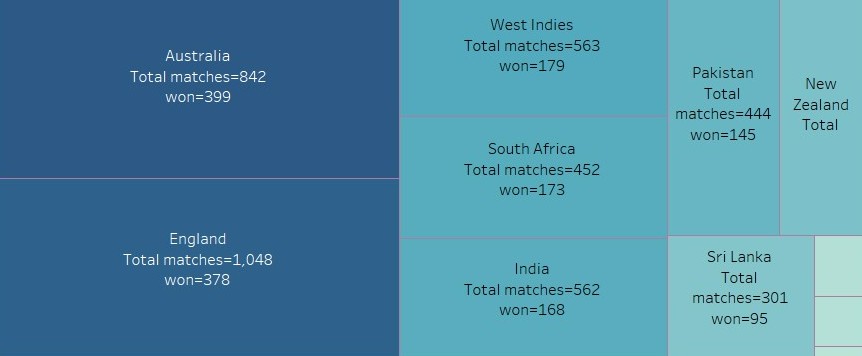 Australia
Total matches=842
won=399
England
Total matches=1,048
won=378
West Indies
Total matches=563
won=179
South Africa
Total matches=452
won=173
India
Total matches=562
won=168
Pakistan
Total
matches=444
won=145
New
Zealand
Total
Sri Lanka
Total
matches=301
won=95